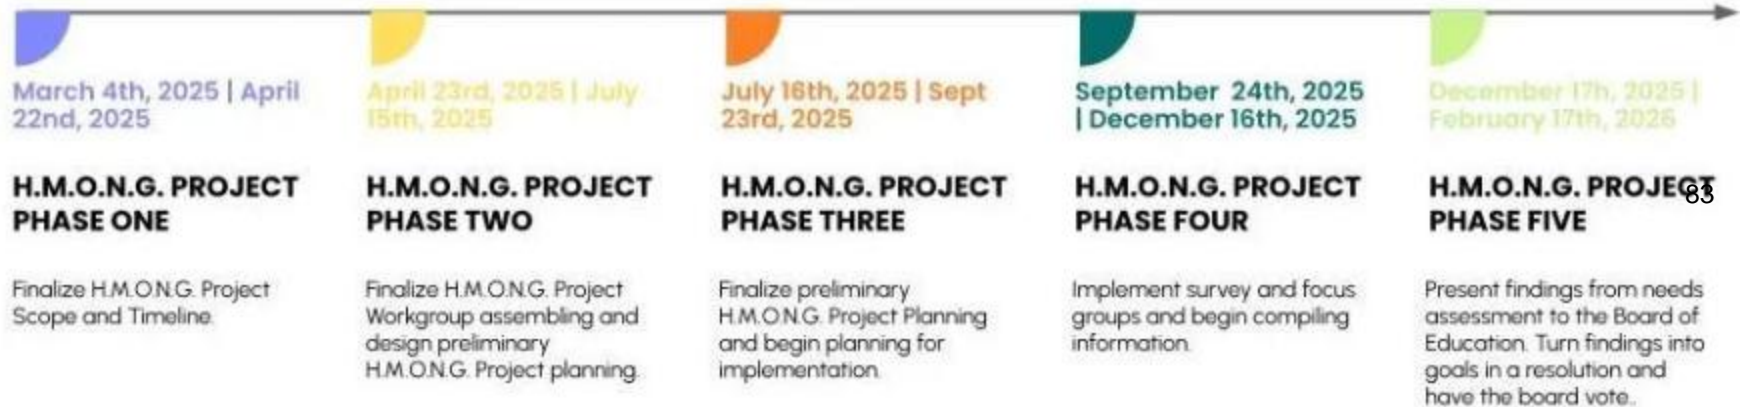 March 4th, 2025 | April
22nd, 2025
H.M.O.N.G. PROJECT
PHASE ONE
Finalize H.M.O.N.G. Project
Scope and Timeline.
April 23rd, 2025 | July
15th, 2025
H.M.O.N.G. PROJECT
PHASE TWO
Finalize H.M.O.N.G. Project
Workgroup assembling and
design preliminary
H.M.O.N.G. Project planning.
July 16th, 2025 | Sept
23rd, 2025
H.M.O.N.G. PROJECT
PHASE THREE
Finalize preliminary
H.M.O.N.G. Project Planning
and begin planning for
implementation.
September 24th, 2025
| December 16th, 2025
H.M.O.N.G. PROJECT
PHASE FOUR
Implement survey and focus
groups and begin compiling
information.
December 17h, 2025 |
February 17th, 2026
H.M.O.N.G. PROJECT
83
PHASE FIVE
Present findings from needs
assessment to the Board of
Education. Turn findings into
goals in a resolution and
have the board vote..